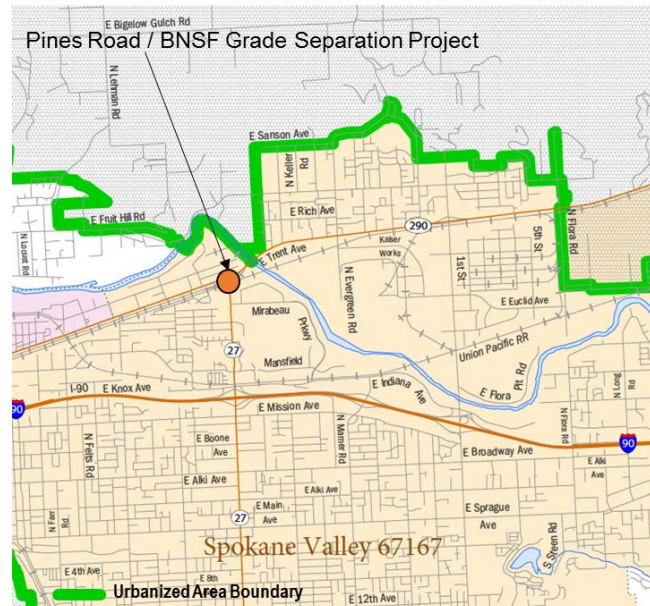 E Bigelow Gulch Rd
Pines Road / BNSF Grade Separation Project
N Lehman Rd
E Sanson Ave
N Keller
Rd
E Rich Ave
E Fruit Hill Rd
290
E Trent Ave
Kaiser
Works
N Flora Rd
5th St
1st St
N Evergreen Rd
E Euclid Ave
Mirabeau
Pkwy
27
Mansfield
Union Pacific RR
I-90
E Knox Ave
E Indiana
Ave
E Flora
Pit Rd
N Long
Rd
90
E Mission Ave
N Felts Rd
E Boone
Ave
N Mamer Rd
N Flora Rd
E Broadway Ave
90
E Alki Ave
E Alki
Ave
E Alki Ave
N Farr
Rd
E Main
Ave
27
E Sprague
Ave
Spokane Valley 67167
S Steen Rd
E 4th Ave
E 8th
Urbanized Area Boundary
E 12th Ave